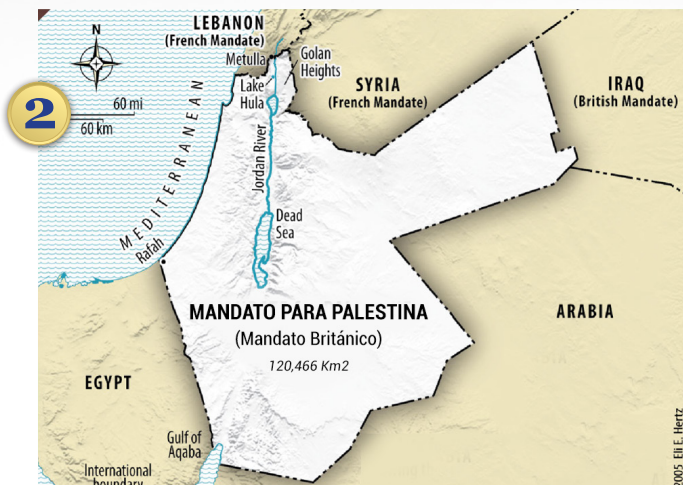 LEBANON
(French Mandate)
N
Metulla
Golan
Heights
SYRIA
(French Mandate)
IRAQ
(British Mandate)
Lake
Hula
2
60 mi
60 km
MEDITERRANEAN
Jordan River
Dead
Sea
Rafah
MANDATO PARA PALESTINA
(Mandato Británico)
120,466 Km2
ARABIA
EGYPT
Gulf of
Aqaba
International
boundary
2005 Eli E. Hertz